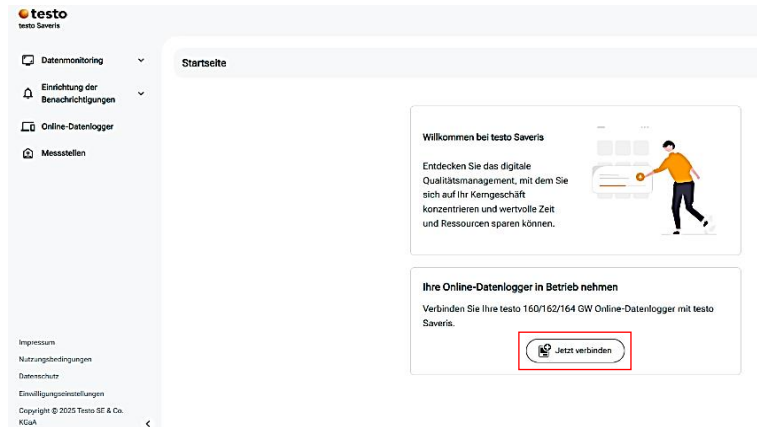 testo
testo Saveris
Datenmonitoring
Einrichtung der
Benachrichtigungen
Online-Datenlogger
Messstellen
Impressum
Nutzungsbedingungen
Datenschutz
Einwilligungseinstellungen
Copyright @ 2025 Testo SE & Co.
KGaA
Startseite
Willkommen bei testo Saveris
Entdecken Sie das digitale
Qualitätsmanagement, mit dem Sie
sich auf Ihr Kerngeschäft
konzentrieren und wertvolle Zeit
und Ressourcen sparen können.
Ihre Online-Datenlogger in Betrieb nehmen
Verbinden Sie Ihre testo 160/162/164 GW Online-Datenlogger mit testo
Saveris.
Jetzt verbinden